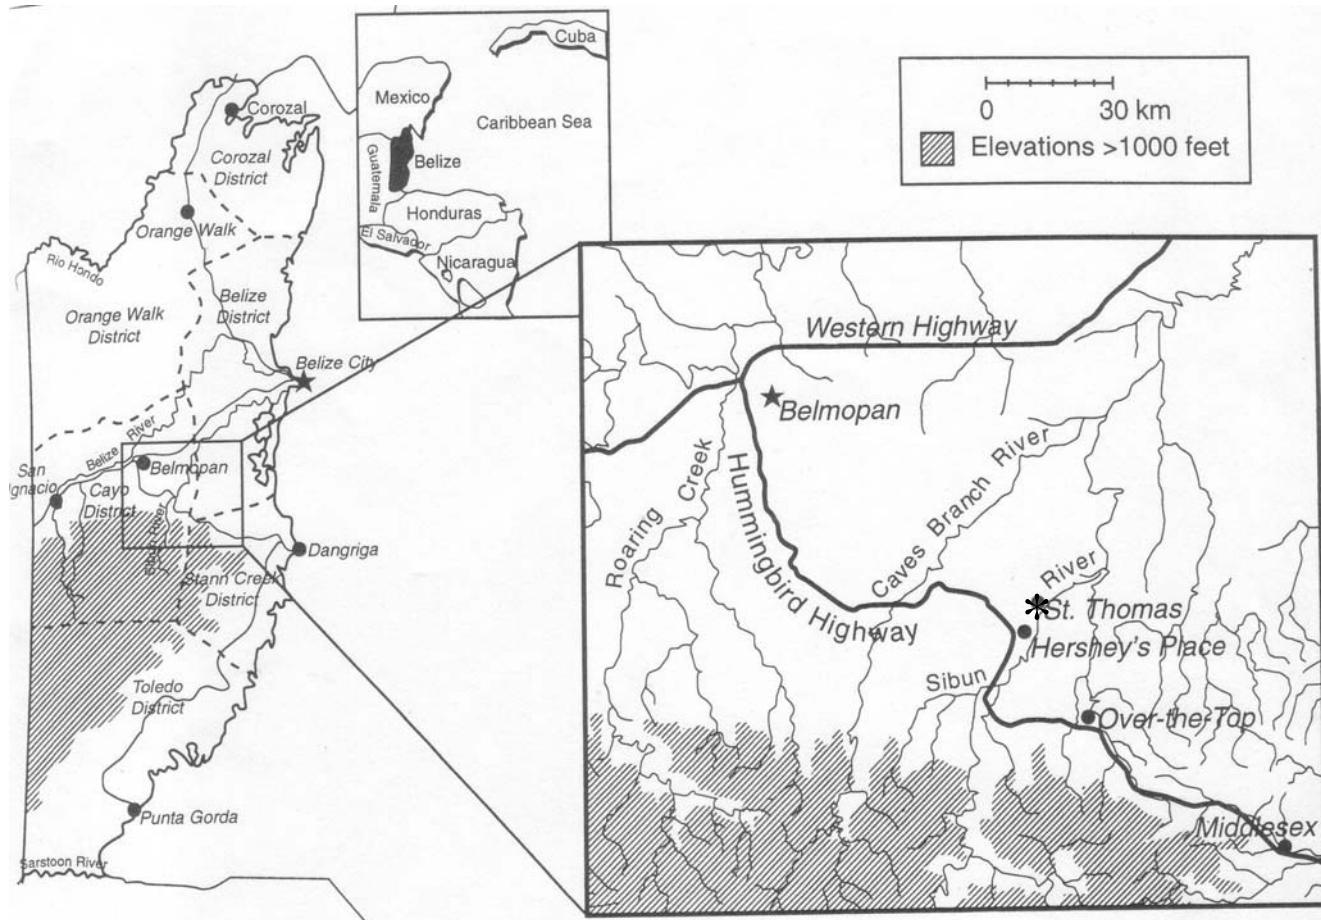 Corozal
Corozal
District
Orange Walk
Rio Hondo
Orange Walk
District
Belize
District
Belize City
Belize River
Belmopan
San
Ignacio
Cayo
District
Sibun River
Dangriga
Stann Creek
District
Toledo
District
Punta Gorda
Sarstoon River
Cuba
Mexico
Caribbean Sea
Belize
Guatemala
Honduras
El Salvador
Nicaragua
0 30 km
Elevations >1000 feet
Western Highway
Belmopan
Roaring Creek
Hummingbird Highway
Caves Branch River
Sibun River
St. Thomas
Hershey's Place
Over-the-Top
Middlesex